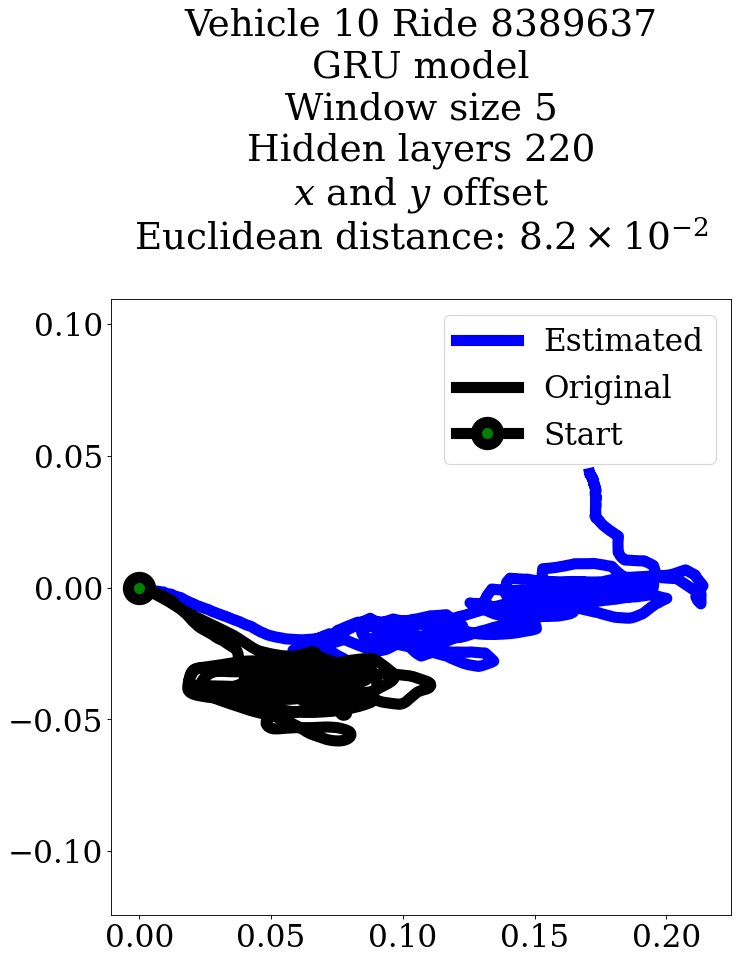 Vehicle 10 Ride 8389637
GRU model
Window size 5
Hidden layers 220
x and y offset
Euclidean distance: 8.2 × 10⁻²
Estimated
Original
Start
0.10
0.05
0.00
−0.05
−0.10
0.00 0.05 0.10 0.15 0.20